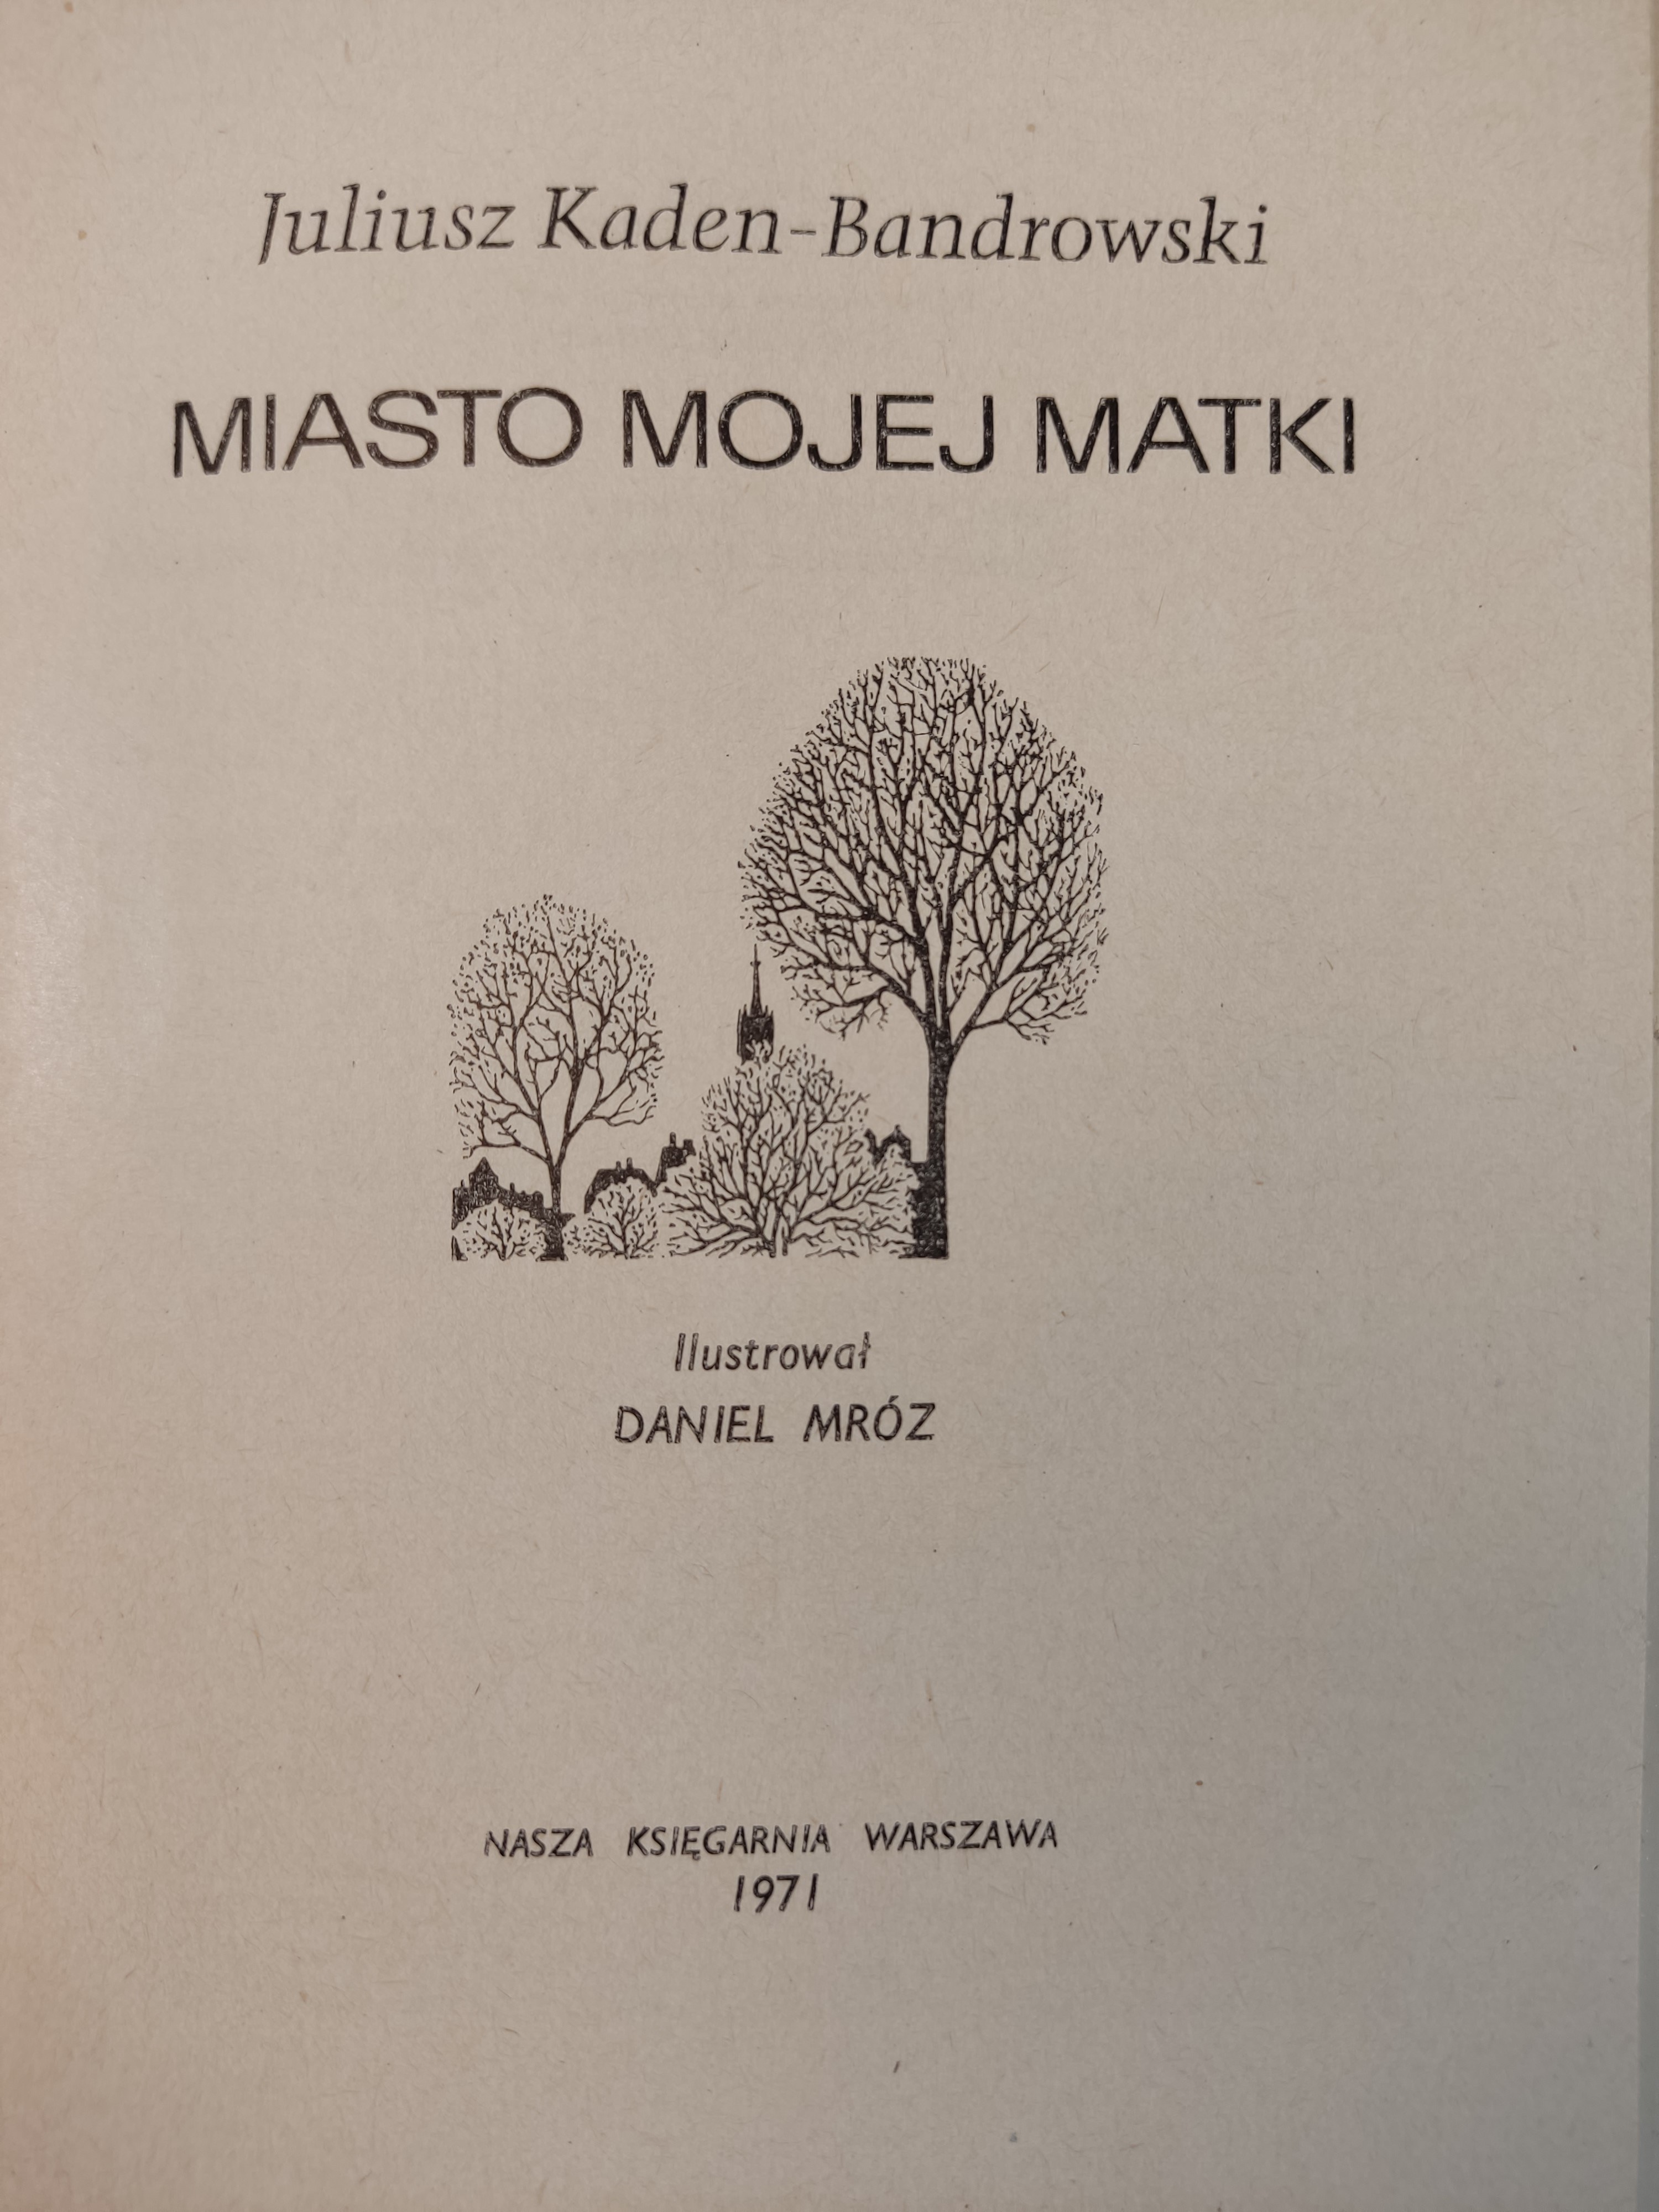 Juliusz Kaden-Bandrowski
MIASTO MOJEJ MATKI
Ilustrował
DANIEL MRÓZ
NASZA KSIĘGARNIA WARSZAWA
1971